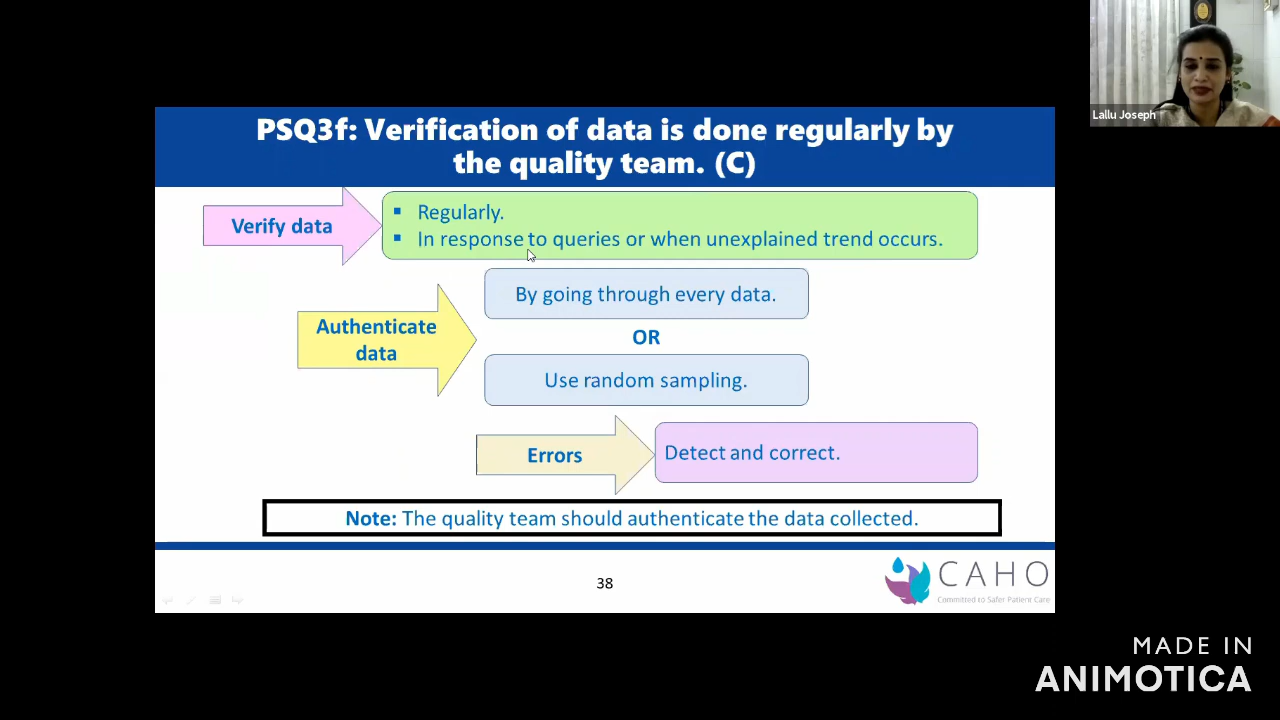 Lallu Joseph
PSQ3f: Verification of data is done regularly by
the quality team. (C)
Verify data
▪ Regularly.
▪ In response to queries or when unexplained trend occurs.
Authenticate
data
By going through every data.
OR
Use random sampling.
Errors
Detect and correct.
Note: The quality team should authenticate the data collected.
38
CAHO
Committed to Safer Patient Care
MADE IN
ANIMOTICA